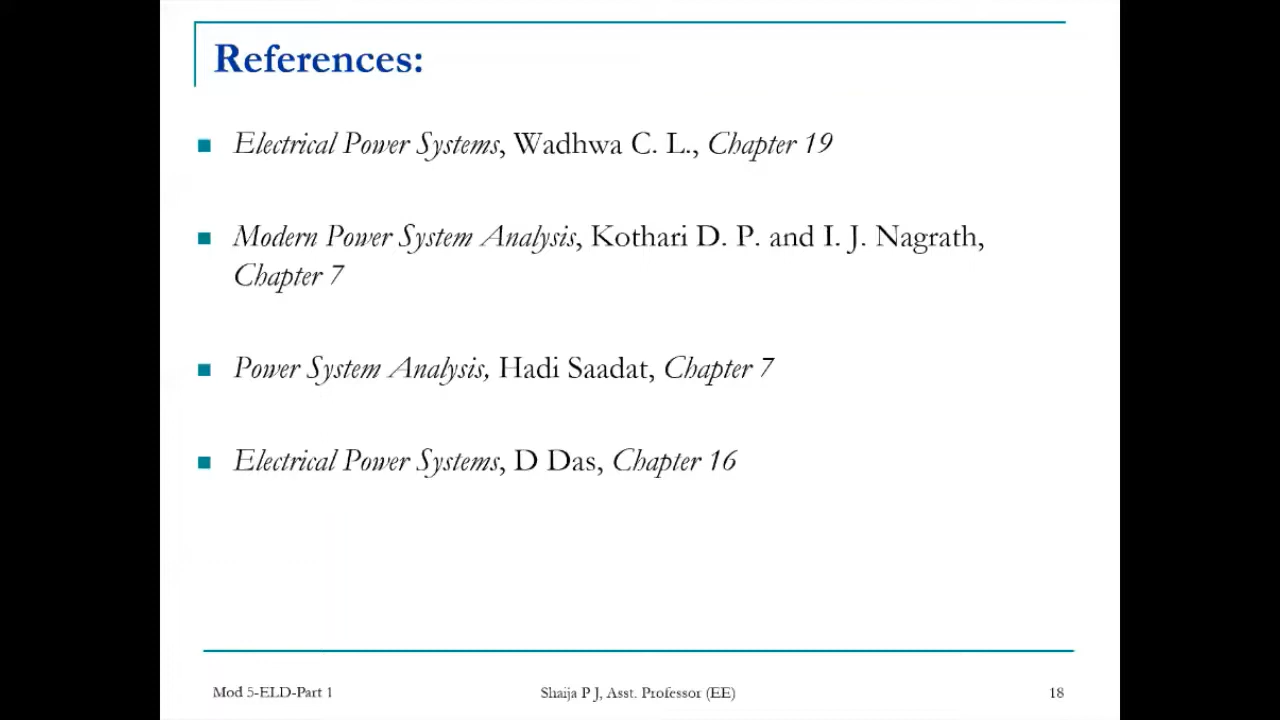 References:
Electrical Power Systems, Wadhwa C. L., Chapter 19
Modern Power System Analysis, Kothari D. P. and I. J. Nagrath,
Chapter 7
Power System Analysis, Hadi Saadat, Chapter 7
Electrical Power Systems, D Das, Chapter 16
Mod 5-ELD-Part 1 Shaija P J, Asst. Professor (EE) 18